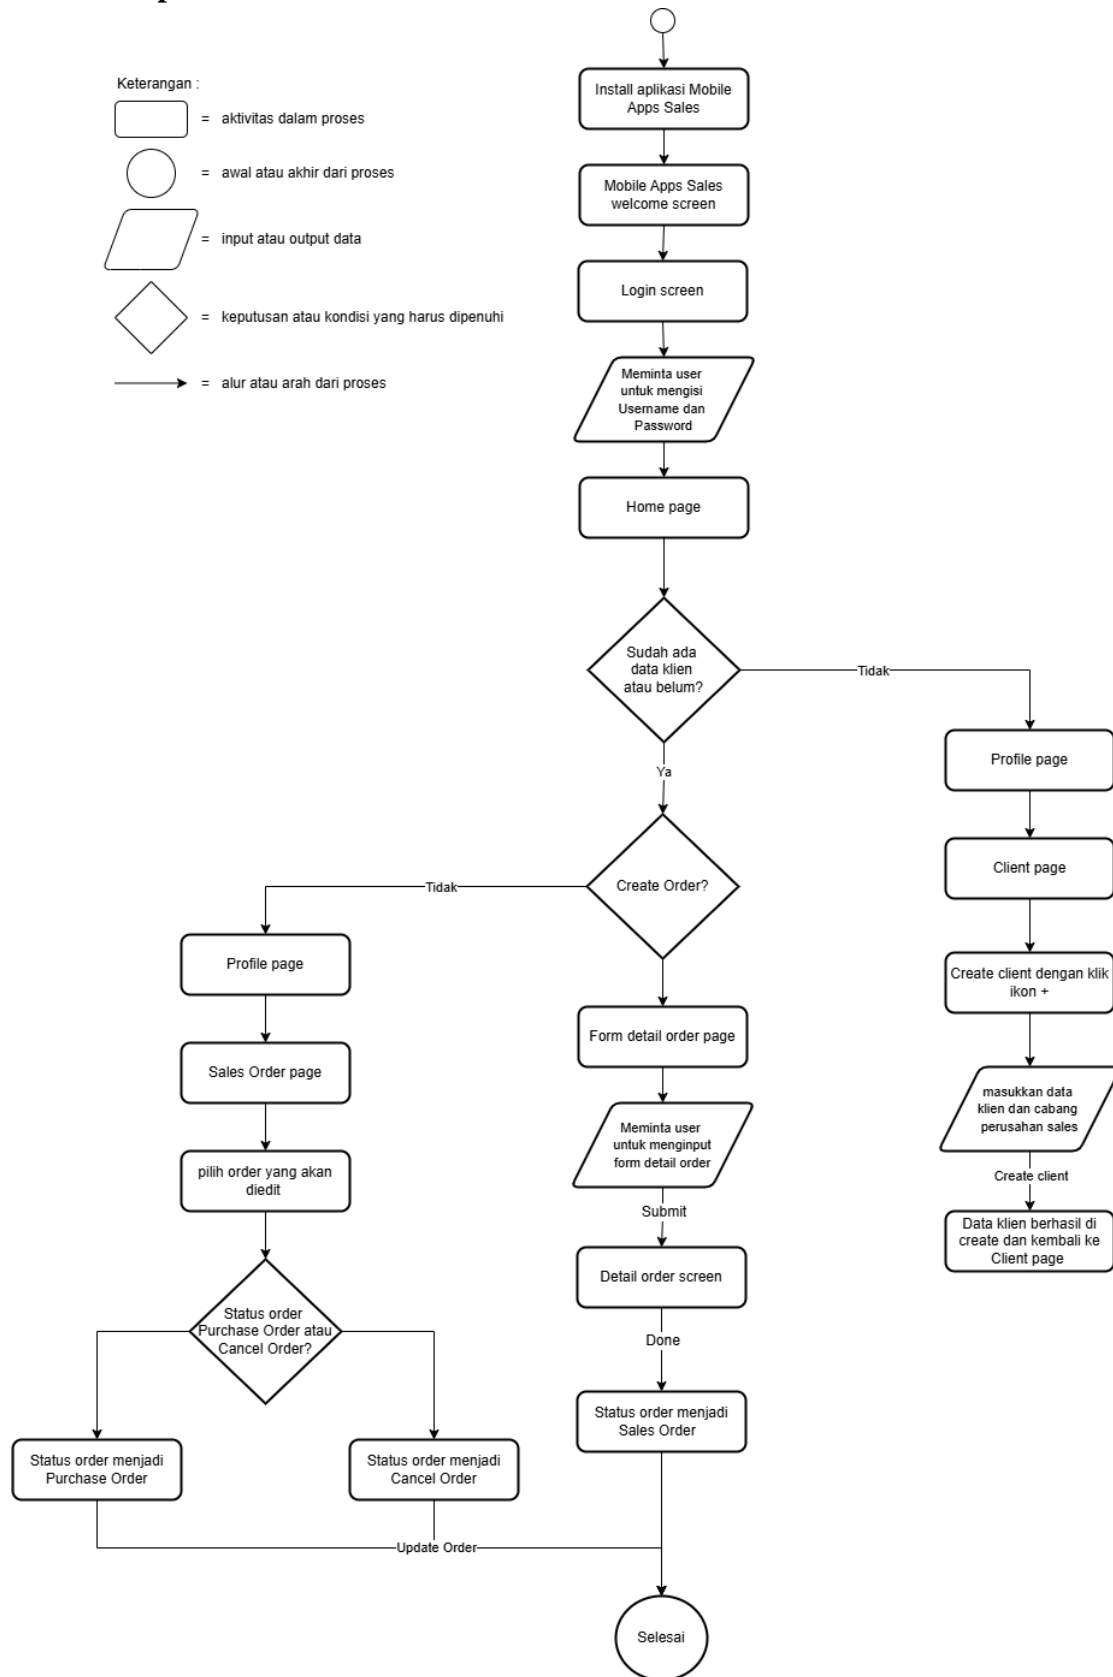 Keterangan :
= aktivitas dalam proses
= awal atau akhir dari proses
= input atau output data
= keputusan atau kondisi yang harus dipenuhi
= alur atau arah dari proses
Install aplikasi Mobile
Apps Sales
Mobile Apps Sales
welcome screen
Login screen
Meminta user
untuk mengisi
Username dan
Password
Home page
Sudah ada
data klien
atau belum?
Tidak
Ya
Profile page
Client page
Create client dengan klik
ikon +
masukkan data
klien dan cabang
perusahan sales
Create client
Data klien berhasil di
create dan kembali ke
Client page
Create Order?
Tidak
Profile page
Sales Order page
pilih order yang akan
diedit
Status order
Purchase Order atau
Cancel Order?
Status order menjadi
Purchase Order
Status order menjadi
Cancel Order
Update Order
Form detail order page
Meminta user
untuk menginput
form detail order
Submit
Detail order screen
Done
Status order menjadi
Sales Order
Selesai